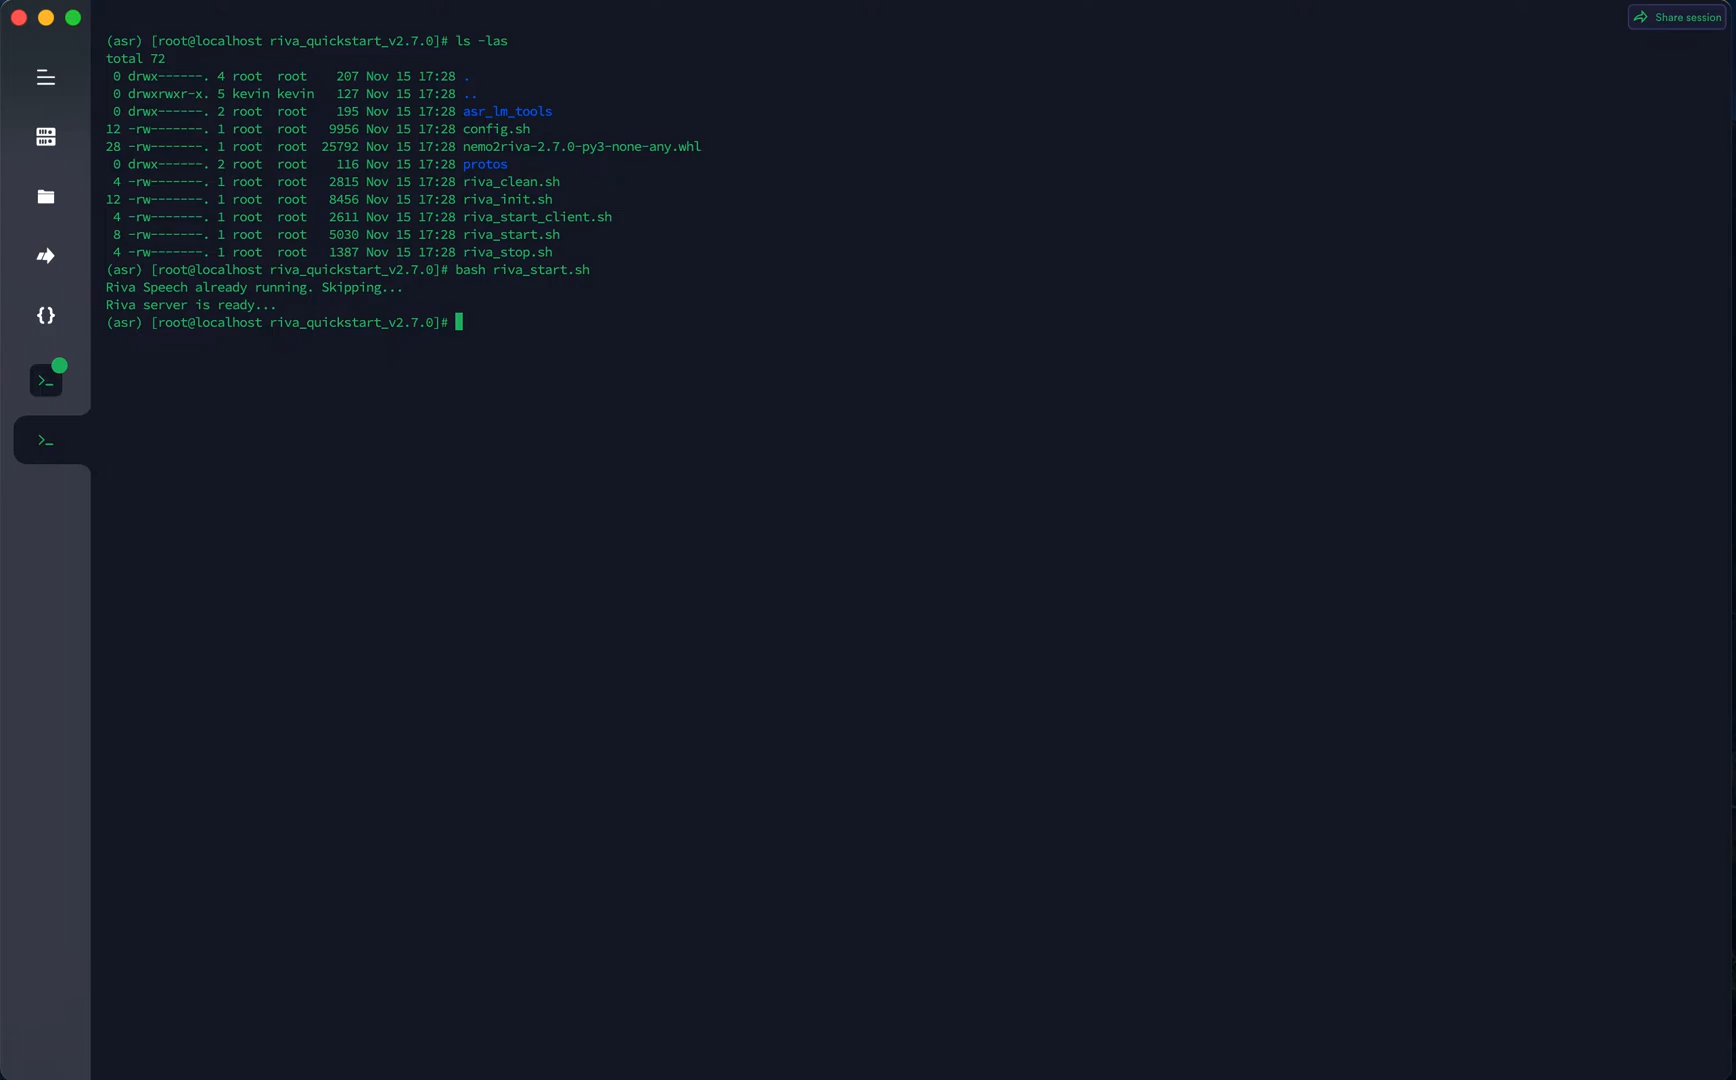 Share session
(asr) [root@localhost riva_quickstart_v2.7.0]# ls -las
total 72
0 drwx------. 4 root root 207 Nov 15 17:28 .
0 drwxrwxr-x. 5 kevin kevin 127 Nov 15 17:28 ..
0 drwx------. 2 root root 195 Nov 15 17:28 asr_lm_tools
12 -rw-------. 1 root root 9956 Nov 15 17:28 config.sh
28 -rw-------. 1 root root 25792 Nov 15 17:28 nemo2riva-2.7.0-py3-none-any.whl
0 drwx------. 2 root root 116 Nov 15 17:28 protos
4 -rw-------. 1 root root 2815 Nov 15 17:28 riva_clean.sh
12 -rw-------. 1 root root 8456 Nov 15 17:28 riva_init.sh
4 -rw-------. 1 root root 2611 Nov 15 17:28 riva_start_client.sh
8 -rw-------. 1 root root 5030 Nov 15 17:28 riva_start.sh
4 -rw-------. 1 root root 1387 Nov 15 17:28 riva_stop.sh
(asr) [root@localhost riva_quickstart_v2.7.0]# bash riva_start.sh
Riva Speech already running. Skipping...
Riva server is ready...
(asr) [root@localhost riva_quickstart_v2.7.0]#